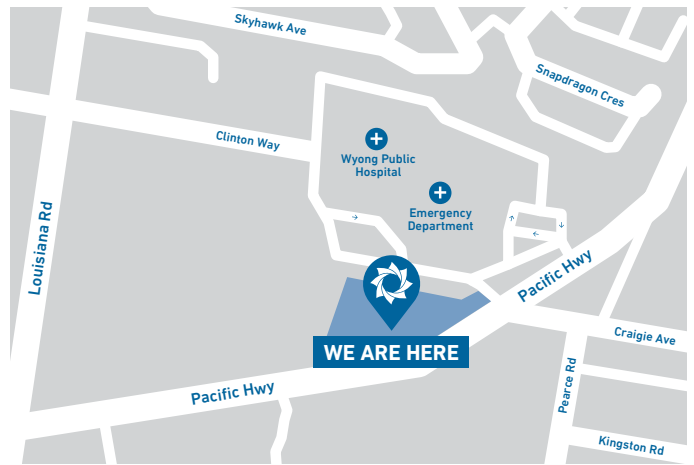 Skyhawk Ave
Snapdragon Cres
Clinton Way
Wyong Public
Hospital
Emergency
Department
Louisiana Rd
Pacific Hwy
WE ARE HERE
Craigie Ave
Pearce Rd
Pacific Hwy
Kingston Rd